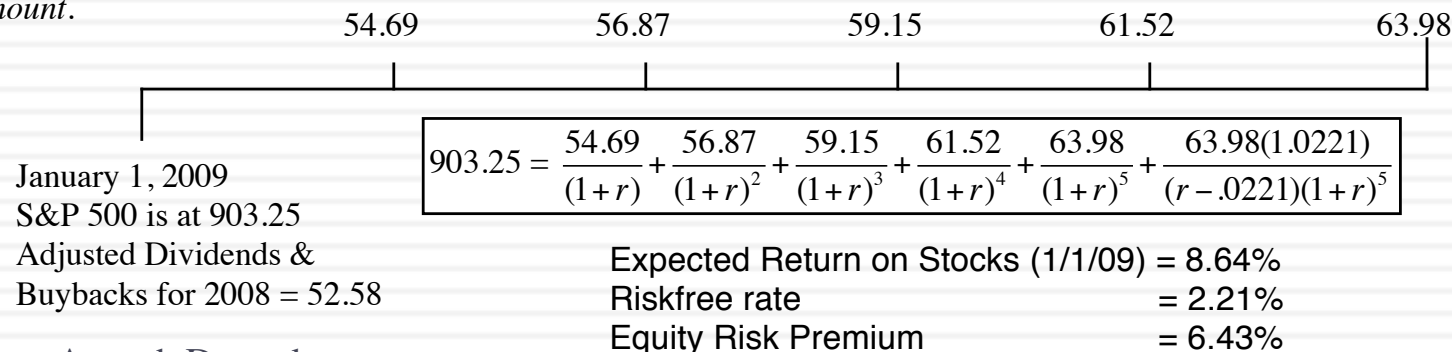 54.69 56.87 59.15 61.52 63.98
903.25 = 54.69/(1+r) + 56.87/(1+r)² + 59.15/(1+r)³ + 61.52/(1+r)⁴ + 63.98/(1+r)⁵ + 63.98(1.0221)/((r−.0221)(1+r)⁵)
January 1, 2009
S&P 500 is at 903.25
Adjusted Dividends &
Buybacks for 2008 = 52.58
Expected Return on Stocks (1/1/09) = 8.64%
Riskfree rate = 2.21%
Equity Risk Premium = 6.43%